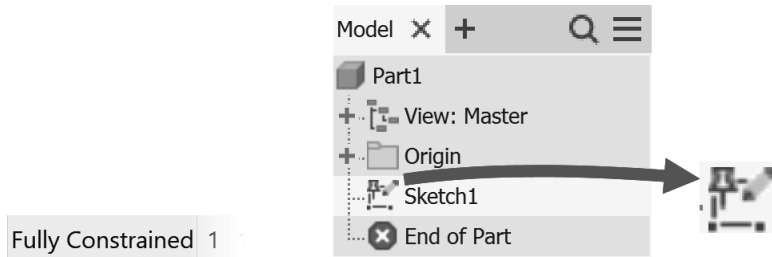 Model
Part1
View: Master
Origin
Sketch1
End of Part
Fully Constrained 1